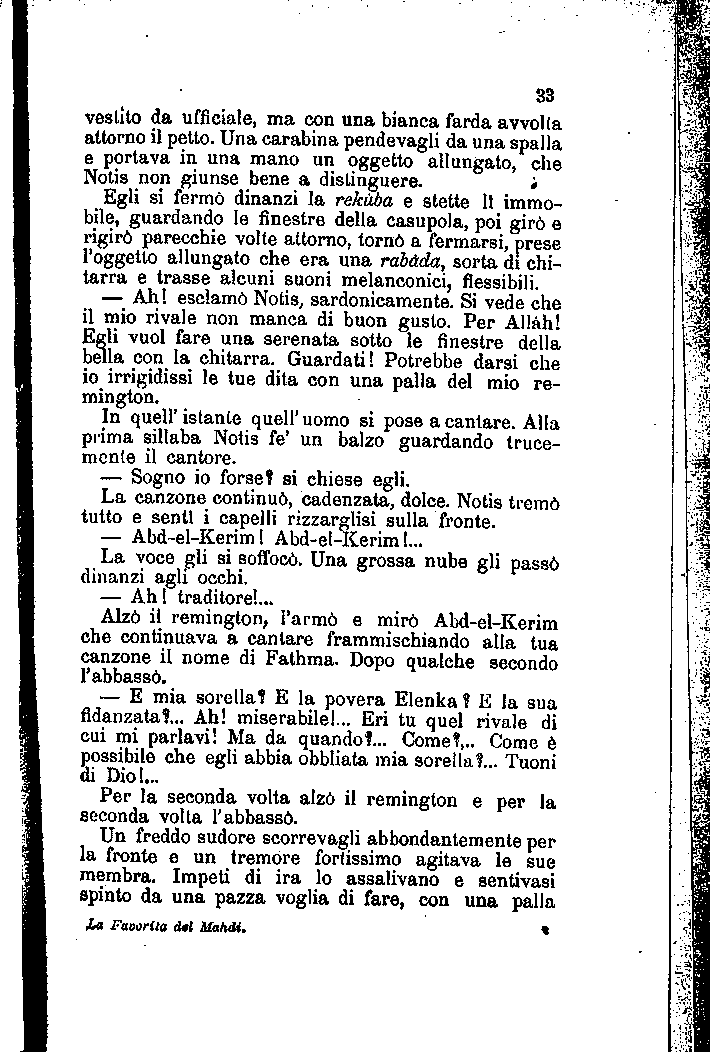 33
vestito da ufficiale, ma con una bianca farda avvolta
attorno il petto. Una carabina pendevagli da una spalla
e portava in una mano un oggetto allungato, che
Notis non giunse bene a distinguere.
Egli si fermò dinanzi la rekùba e stette lì immo-
bile, guardando le finestre della casupola, poi girò e
rigirò parecchie volte attorno, tornò a fermarsi, prese
l'oggetto allungato che era una rabàda, sorta di chi-
tarra e trasse alcuni suoni melanconici, flessibili.
— Ah! esclamò Notis, sardonicamente. Si vede che
il mio rivale non manca di buon gusto. Per Allàh!
Egli vuol fare una serenata sotto le finestre della
bella con la chitarra. Guardati! Potrebbe darsi che
io irrigidissi le tue dita con una palla del mio re-
mington.
In quell' istante quell' uomo si pose a cantare. Alla
prima sillaba Notis fe' un balzo guardando truce-
mente il cantore.
— Sogno io forse? si chiese egli.
La canzone continuò, cadenzata, dolce. Notis tremò
tutto e sentì i capelli rizzarglisi sulla fronte.
— Abd-el-Kerim! Abd-el-Kerim!...
La voce gli si soffocò. Una grossa nube gli passò
dinanzi agli occhi.
— Ah! traditore!...
Alzò il remington, l'armò e mirò Abd-el-Kerim
che continuava a cantare frammischiando alla tua
canzone il nome di Fathma. Dopo qualche secondo
l'abbassò.
— E mia sorella? E la povera Elenka? E la sua
fidanzata?... Ah! miserabile!... Eri tu quel rivale di
cui mi parlavi! Ma da quando?... Come?... Come è
possibile che egli abbia obbliata mia sorella?... Tuoni
di Dio!...
Per la seconda volta alzò il remington e per la
seconda volta l'abbassò.
Un freddo sudore scorrevagli abbondantemente per
la fronte e un tremore fortissimo agitava le sue
membra. Impeti di ira lo assalivano e sentivasi
spinto da una pazza voglia di fare, con una palla
La Favorita del Mahdi.